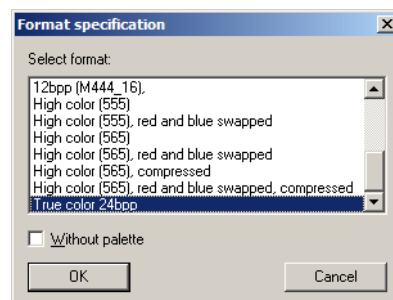 Format specification
Select format:
12bpp (M444_16),
High color (555)
High color (555), red and blue swapped
High color (565)
High color (565), red and blue swapped
High color (565), compressed
High color (565), red and blue swapped, compressed
True color 24bpp
Without palette
OK
Cancel